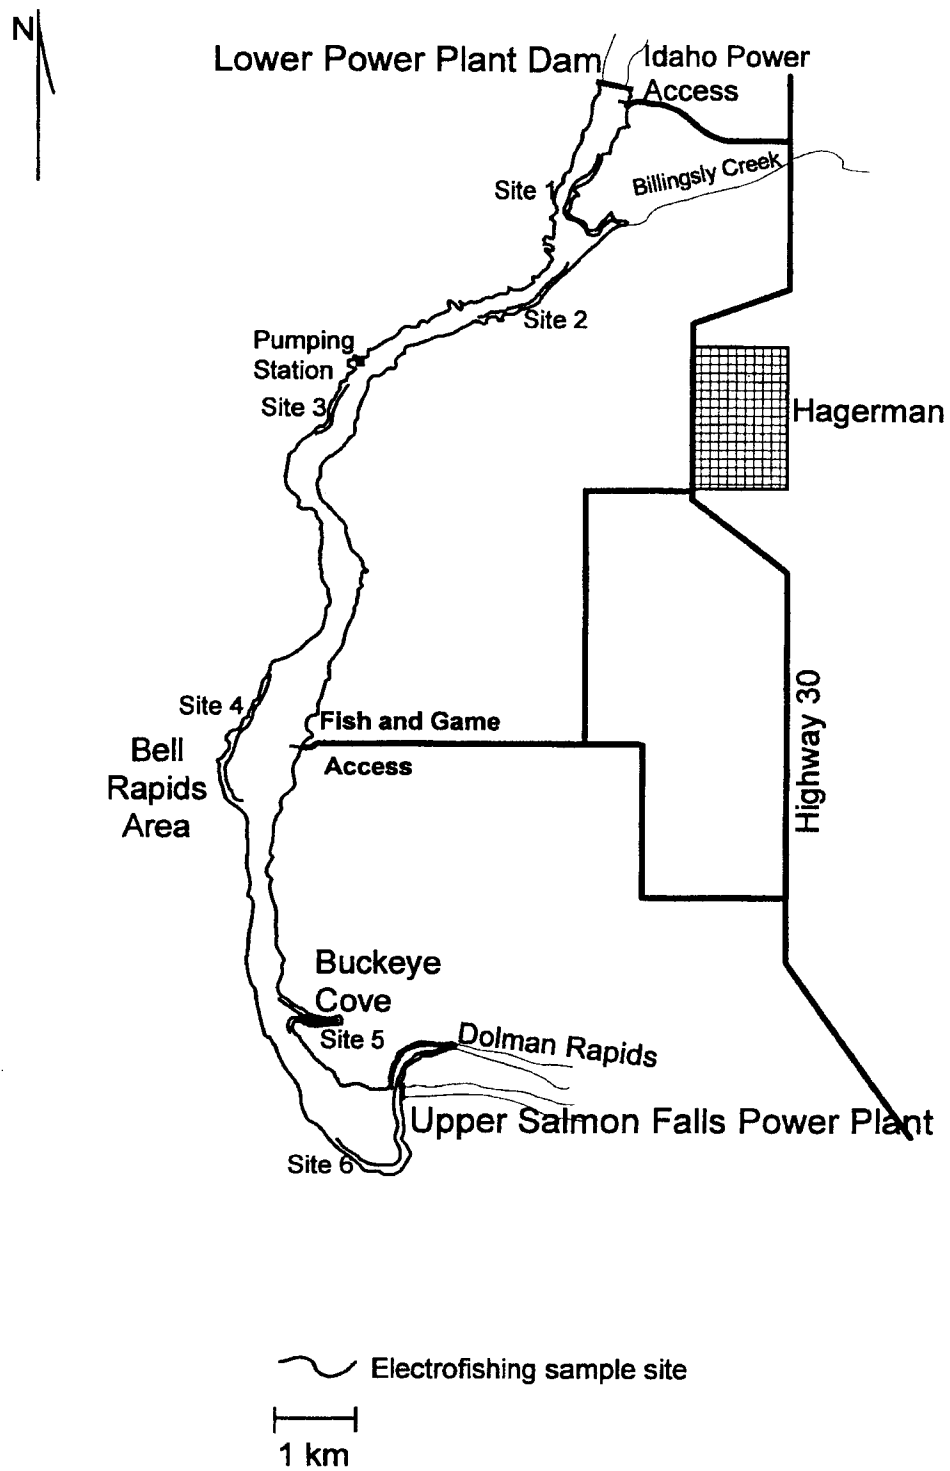 N
Lower Power Plant Dam
Idaho Power
Access
Billingsly Creek
Site 1
Site 2
Pumping
Station
Site 3
Hagerman
Site 4
Fish and Game
Access
Bell
Rapids
Area
Highway 30
Buckeye
Cove
Site 5
Dolman Rapids
Upper Salmon Falls Power Plant
Site 6
Electrofishing sample site
1 km